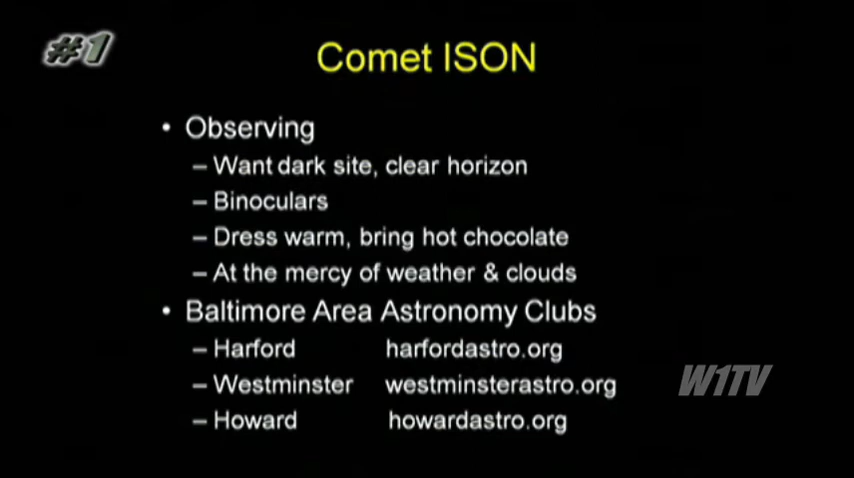 #1
Comet ISON
• Observing
– Want dark site, clear horizon
– Binoculars
– Dress warm, bring hot chocolate
– At the mercy of weather & clouds
• Baltimore Area Astronomy Clubs
– Harford harfordastro.org
– Westminster westminsterastro.org
– Howard howardastro.org
W1TV